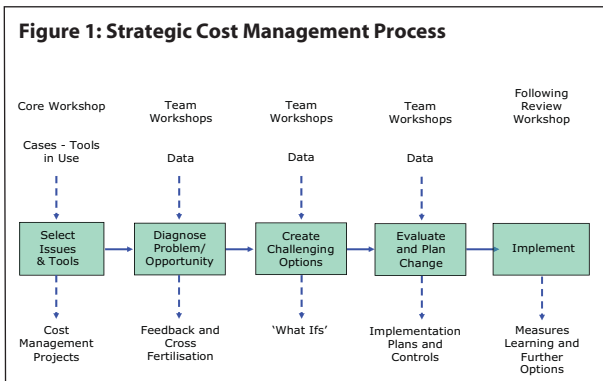 Figure 1: Strategic Cost Management Process
Core Workshop
Team
Workshops
Team
Workshops
Team
Workshops
Following
Review
Workshop
Cases - Tools
in Use
Data
Data
Data
Select
Issues
& Tools
Diagnose
Problem/
Opportunity
Create
Challenging
Options
Evaluate
and Plan
Change
Implement
Cost
Management
Projects
Feedback and
Cross
Fertilisation
‘What Ifs’
Implementation
Plans and
Controls
Measures
Learning and
Further
Options